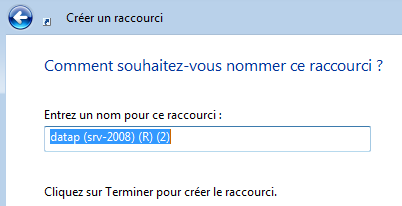 Créer un raccourci
Comment souhaitez-vous nommer ce raccourci ?
Entrez un nom pour ce raccourci :
datap (srv-2008) (R) (2)
Cliquez sur Terminer pour créer le raccourci.